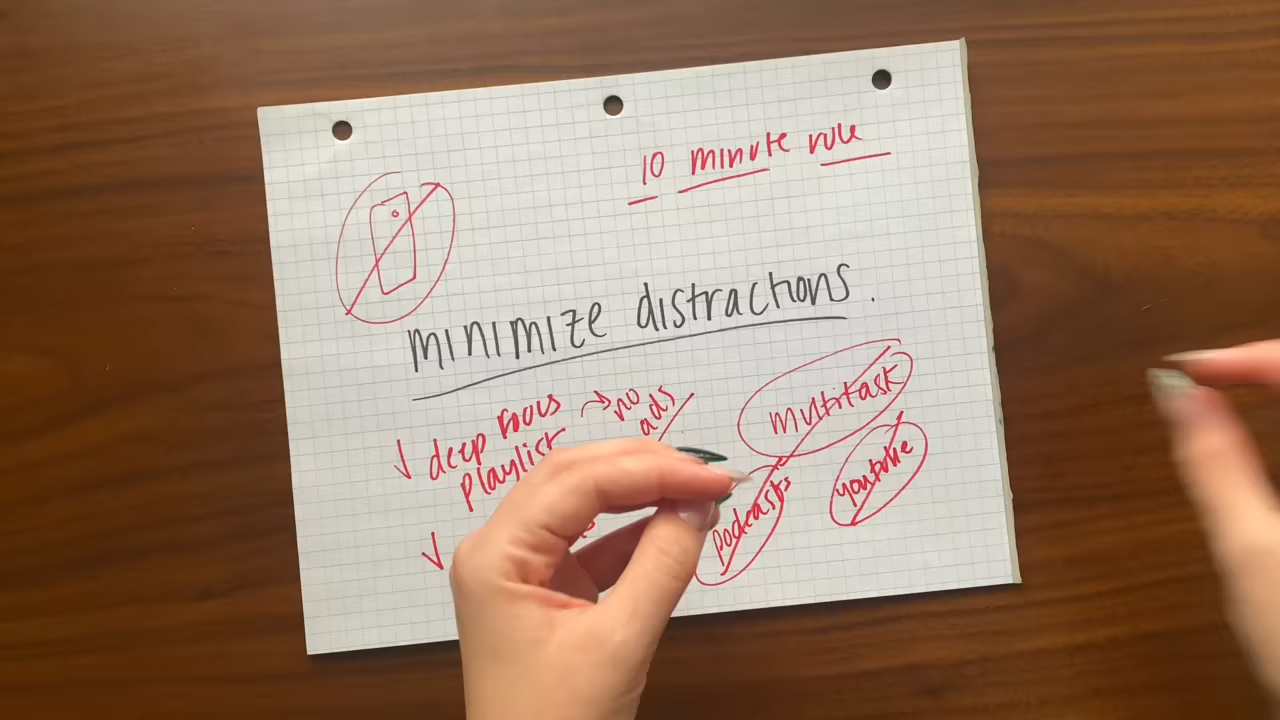 10 minute rule
minimize distractions.
✓ deep focus → no ads
playlist
✓
multitask
podcasts
youtube